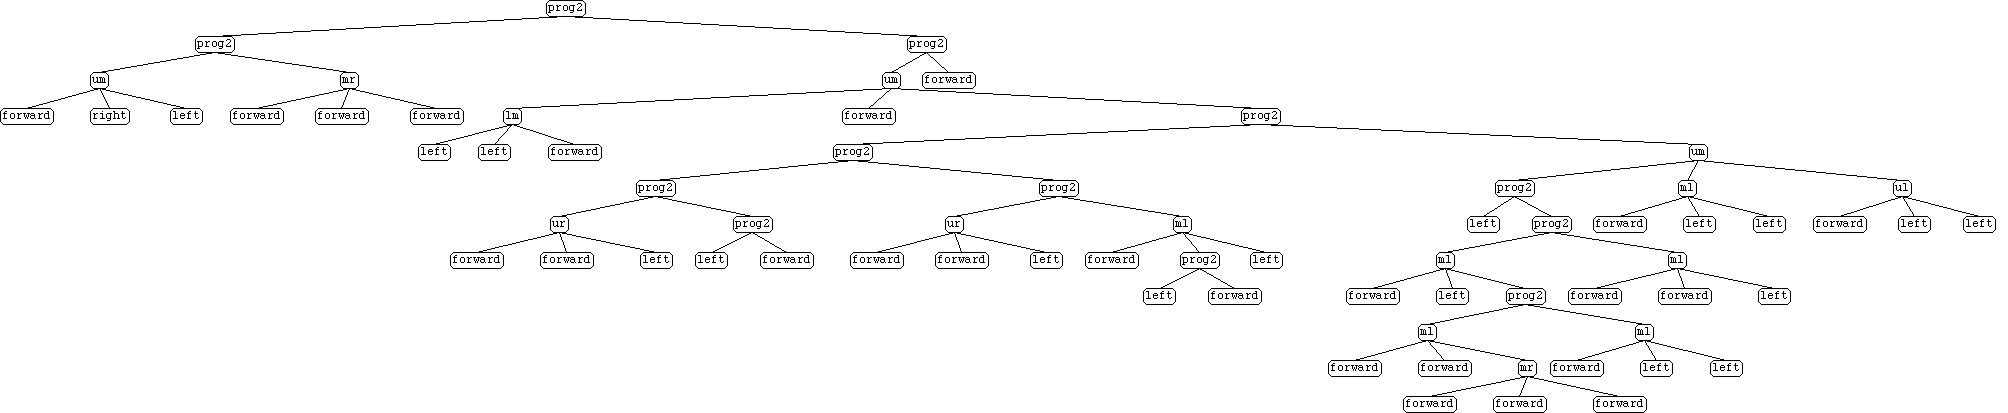 prog2
prog2 prog2
um mr um forward
forward right left forward forward forward lm forward prog2
left left forward prog2 um
prog2 prog2 prog2 ml ul
ur prog2 ur ml left prog2 forward left left forward left left
forward forward left left forward forward forward left forward prog2 left ml ml
left forward forward left prog2 forward forward left
ml ml
forward forward mr forward left left
forward forward forward